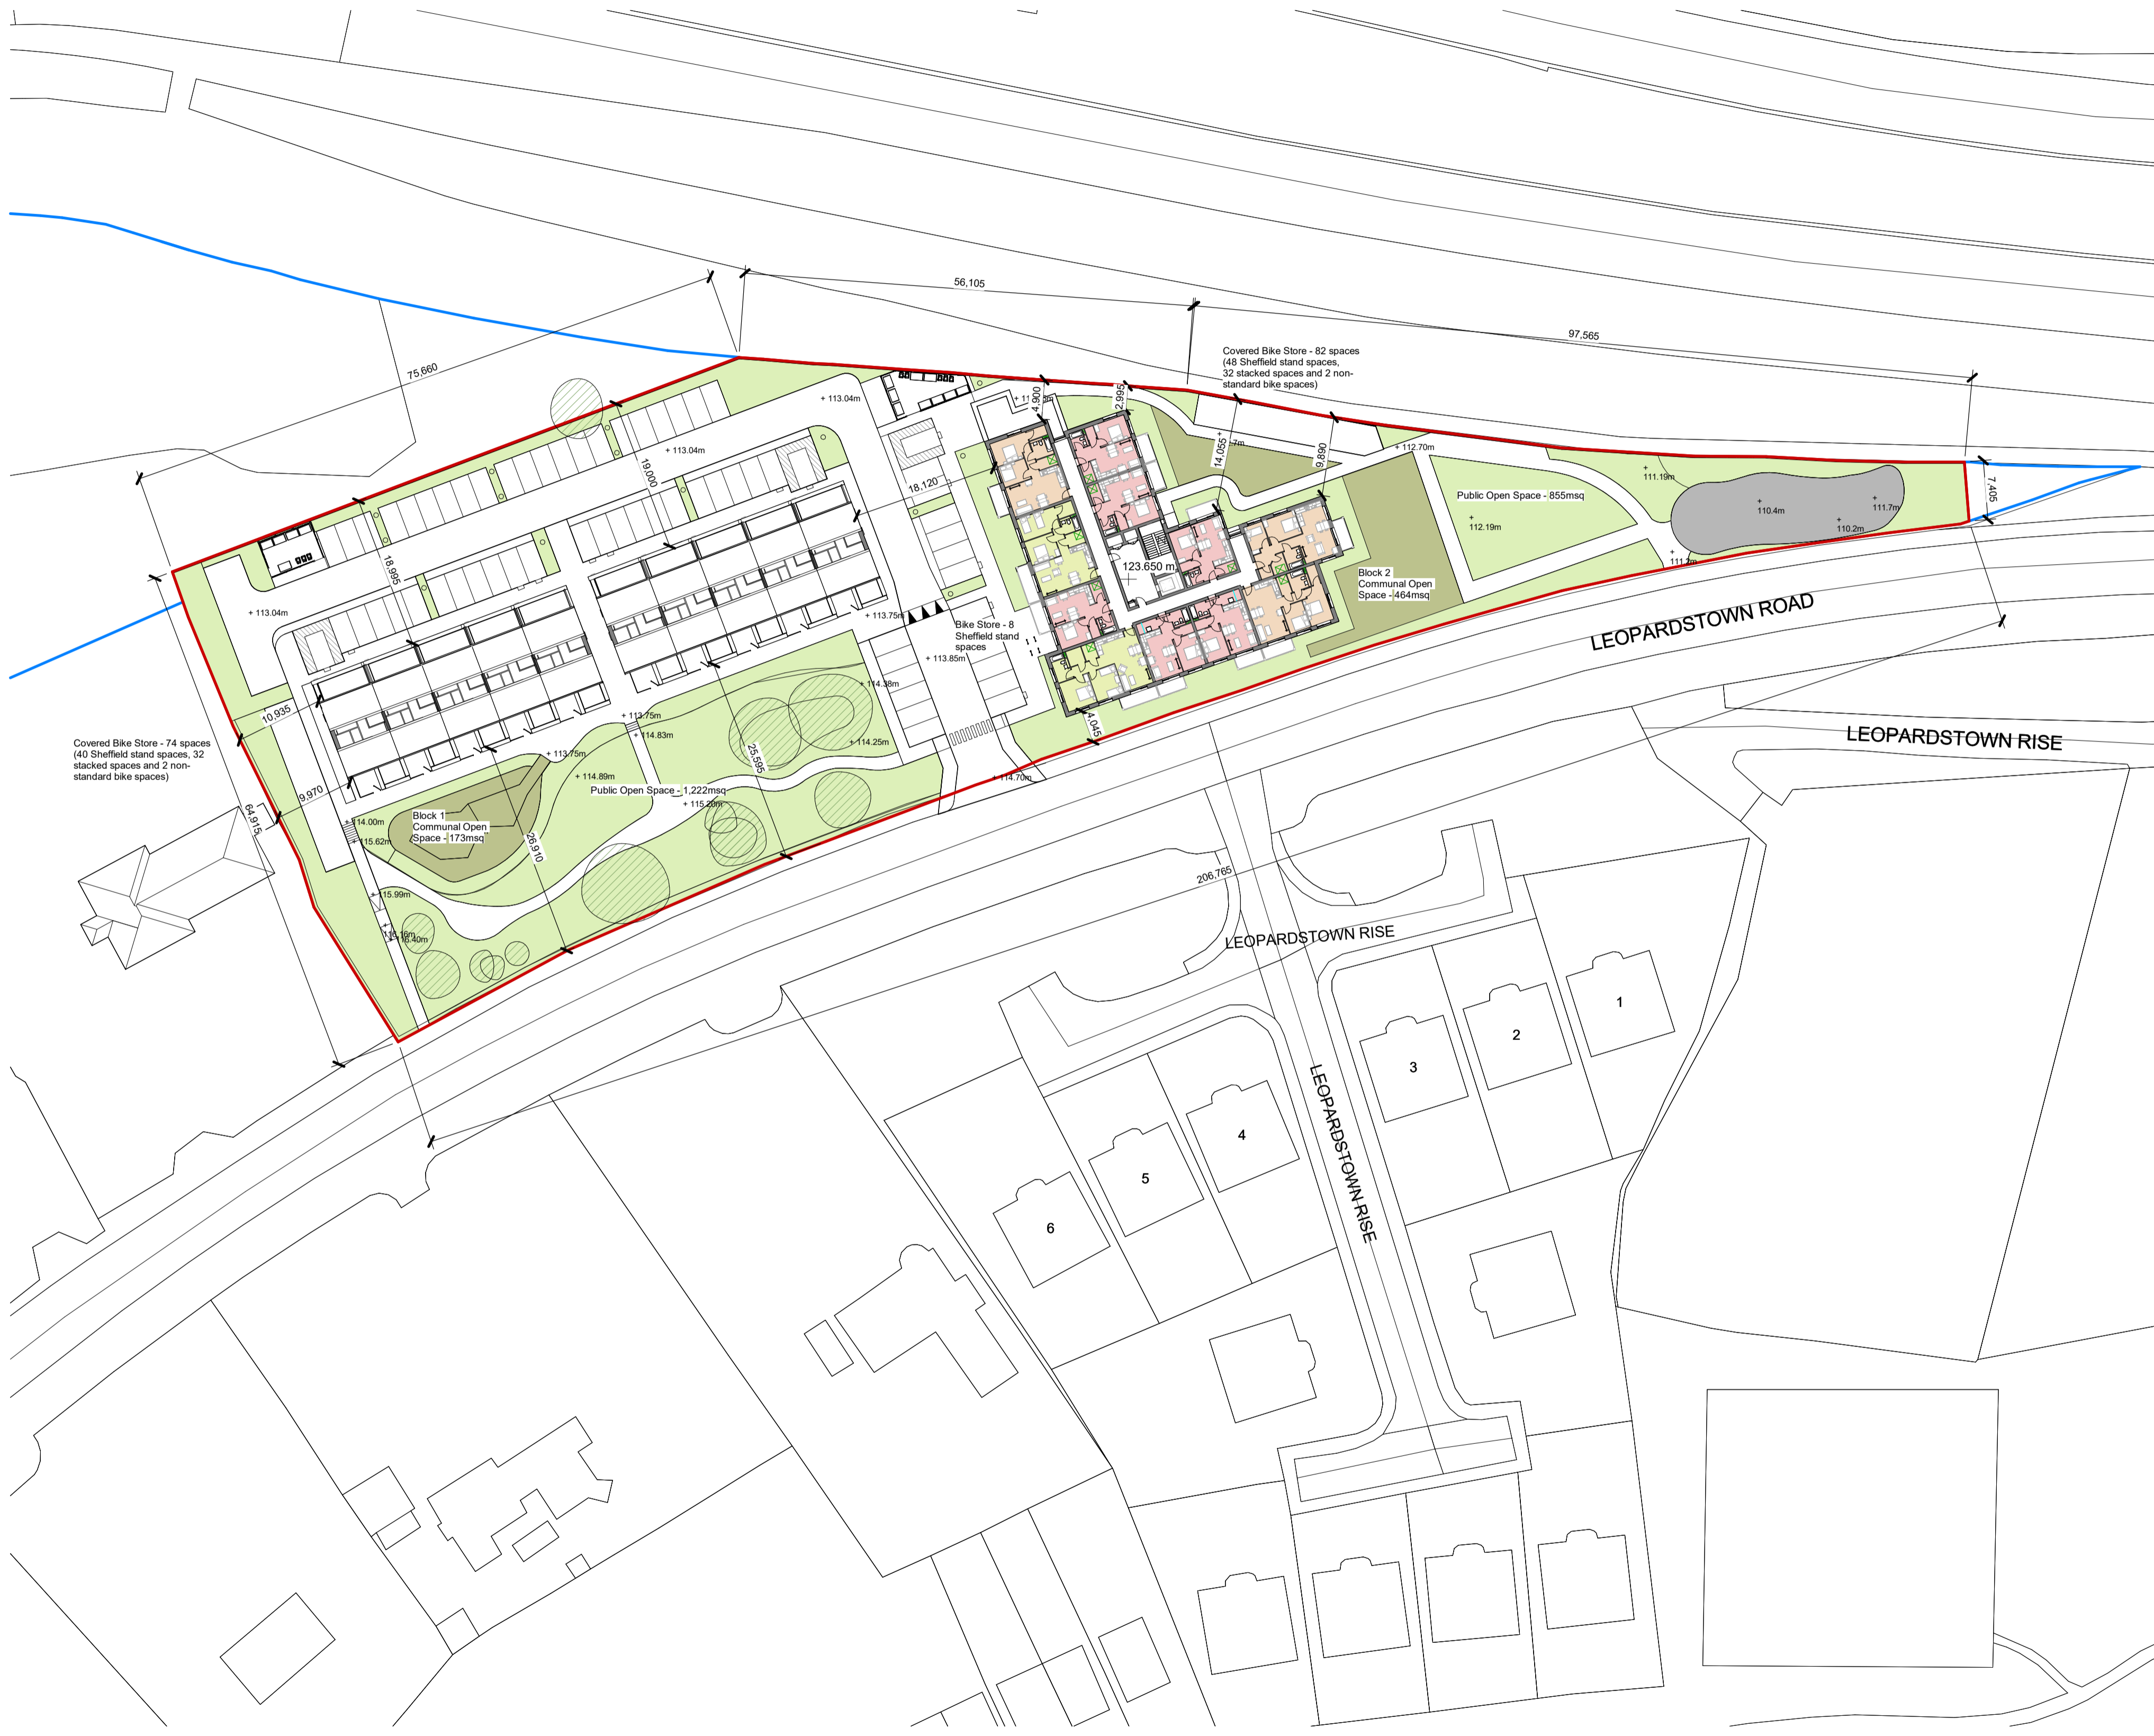 56,105
97,565
75,660
Covered Bike Store - 82 spaces
(48 Sheffield stand spaces,
32 stacked spaces and 2 non-
standard bike spaces)
4,900
2,995
+ 113.04m
14,055
9,890
+ 112.70m
+ 113.04m
19,000
18,120
18,995
+ 111.19m
Public Open Space - 855msq
+ 112.19m
+ 110.4m
+ 111.7m
+ 110.2m
7,405
123.650 m
Block 2
Communal Open
Space - 464msq
+ 113.04m
+ 113.75m
Bike Store - 8
Sheffield stand
spaces
+ 113.85m
LEOPARDSTOWN ROAD
LEOPARDSTOWN RISE
10,935
+ 114.38m
+ 113.75m
+ 114.83m
+ 114.25m
4,045
Covered Bike Store - 74 spaces
(40 Sheffield stand spaces, 32
stacked spaces and 2 non-
standard bike spaces)
+ 113.75m
25,595
+ 114.89m
+ 114.70m
Public Open Space - 1,222msq
+ 115.20m
9,970
64,915
Block 1
Communal Open
Space - 173msq
+ 114.00m
+ 115.62m
26,910
206,765
+ 115.99m
LEOPARDSTOWN RISE
1
2
3
LEOPARDSTOWN RISE
4
5
6